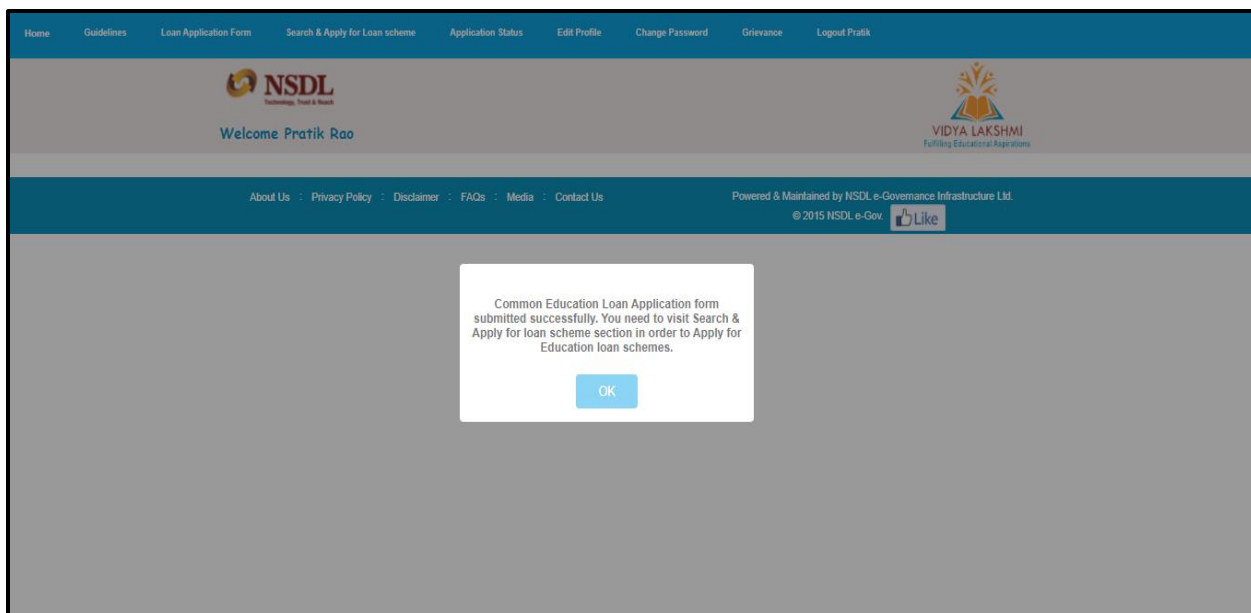 Home Guidelines Loan Application Form Search & Apply for Loan scheme Application Status Edit Profile Change Password Grievance Logout Pratik
NSDL
Technology, Trust & Reach
Welcome Pratik Rao
VIDYA LAKSHMI
Fulfilling Educational Aspirations
About Us : Privacy Policy : Disclaimer : FAQs : Media : Contact Us
Powered & Maintained by NSDL e-Governance Infrastructure Ltd.
© 2015 NSDL e-Gov. Like
Common Education Loan Application form
submitted successfully. You need to visit Search &
Apply for loan scheme section in order to Apply for
Education loan schemes.
OK